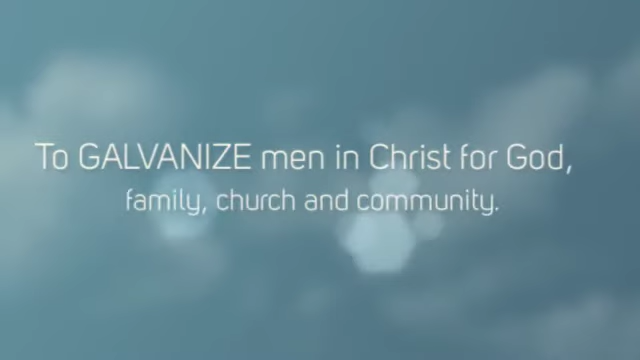 To GALVANIZE men in Christ for God,
family, church and community.